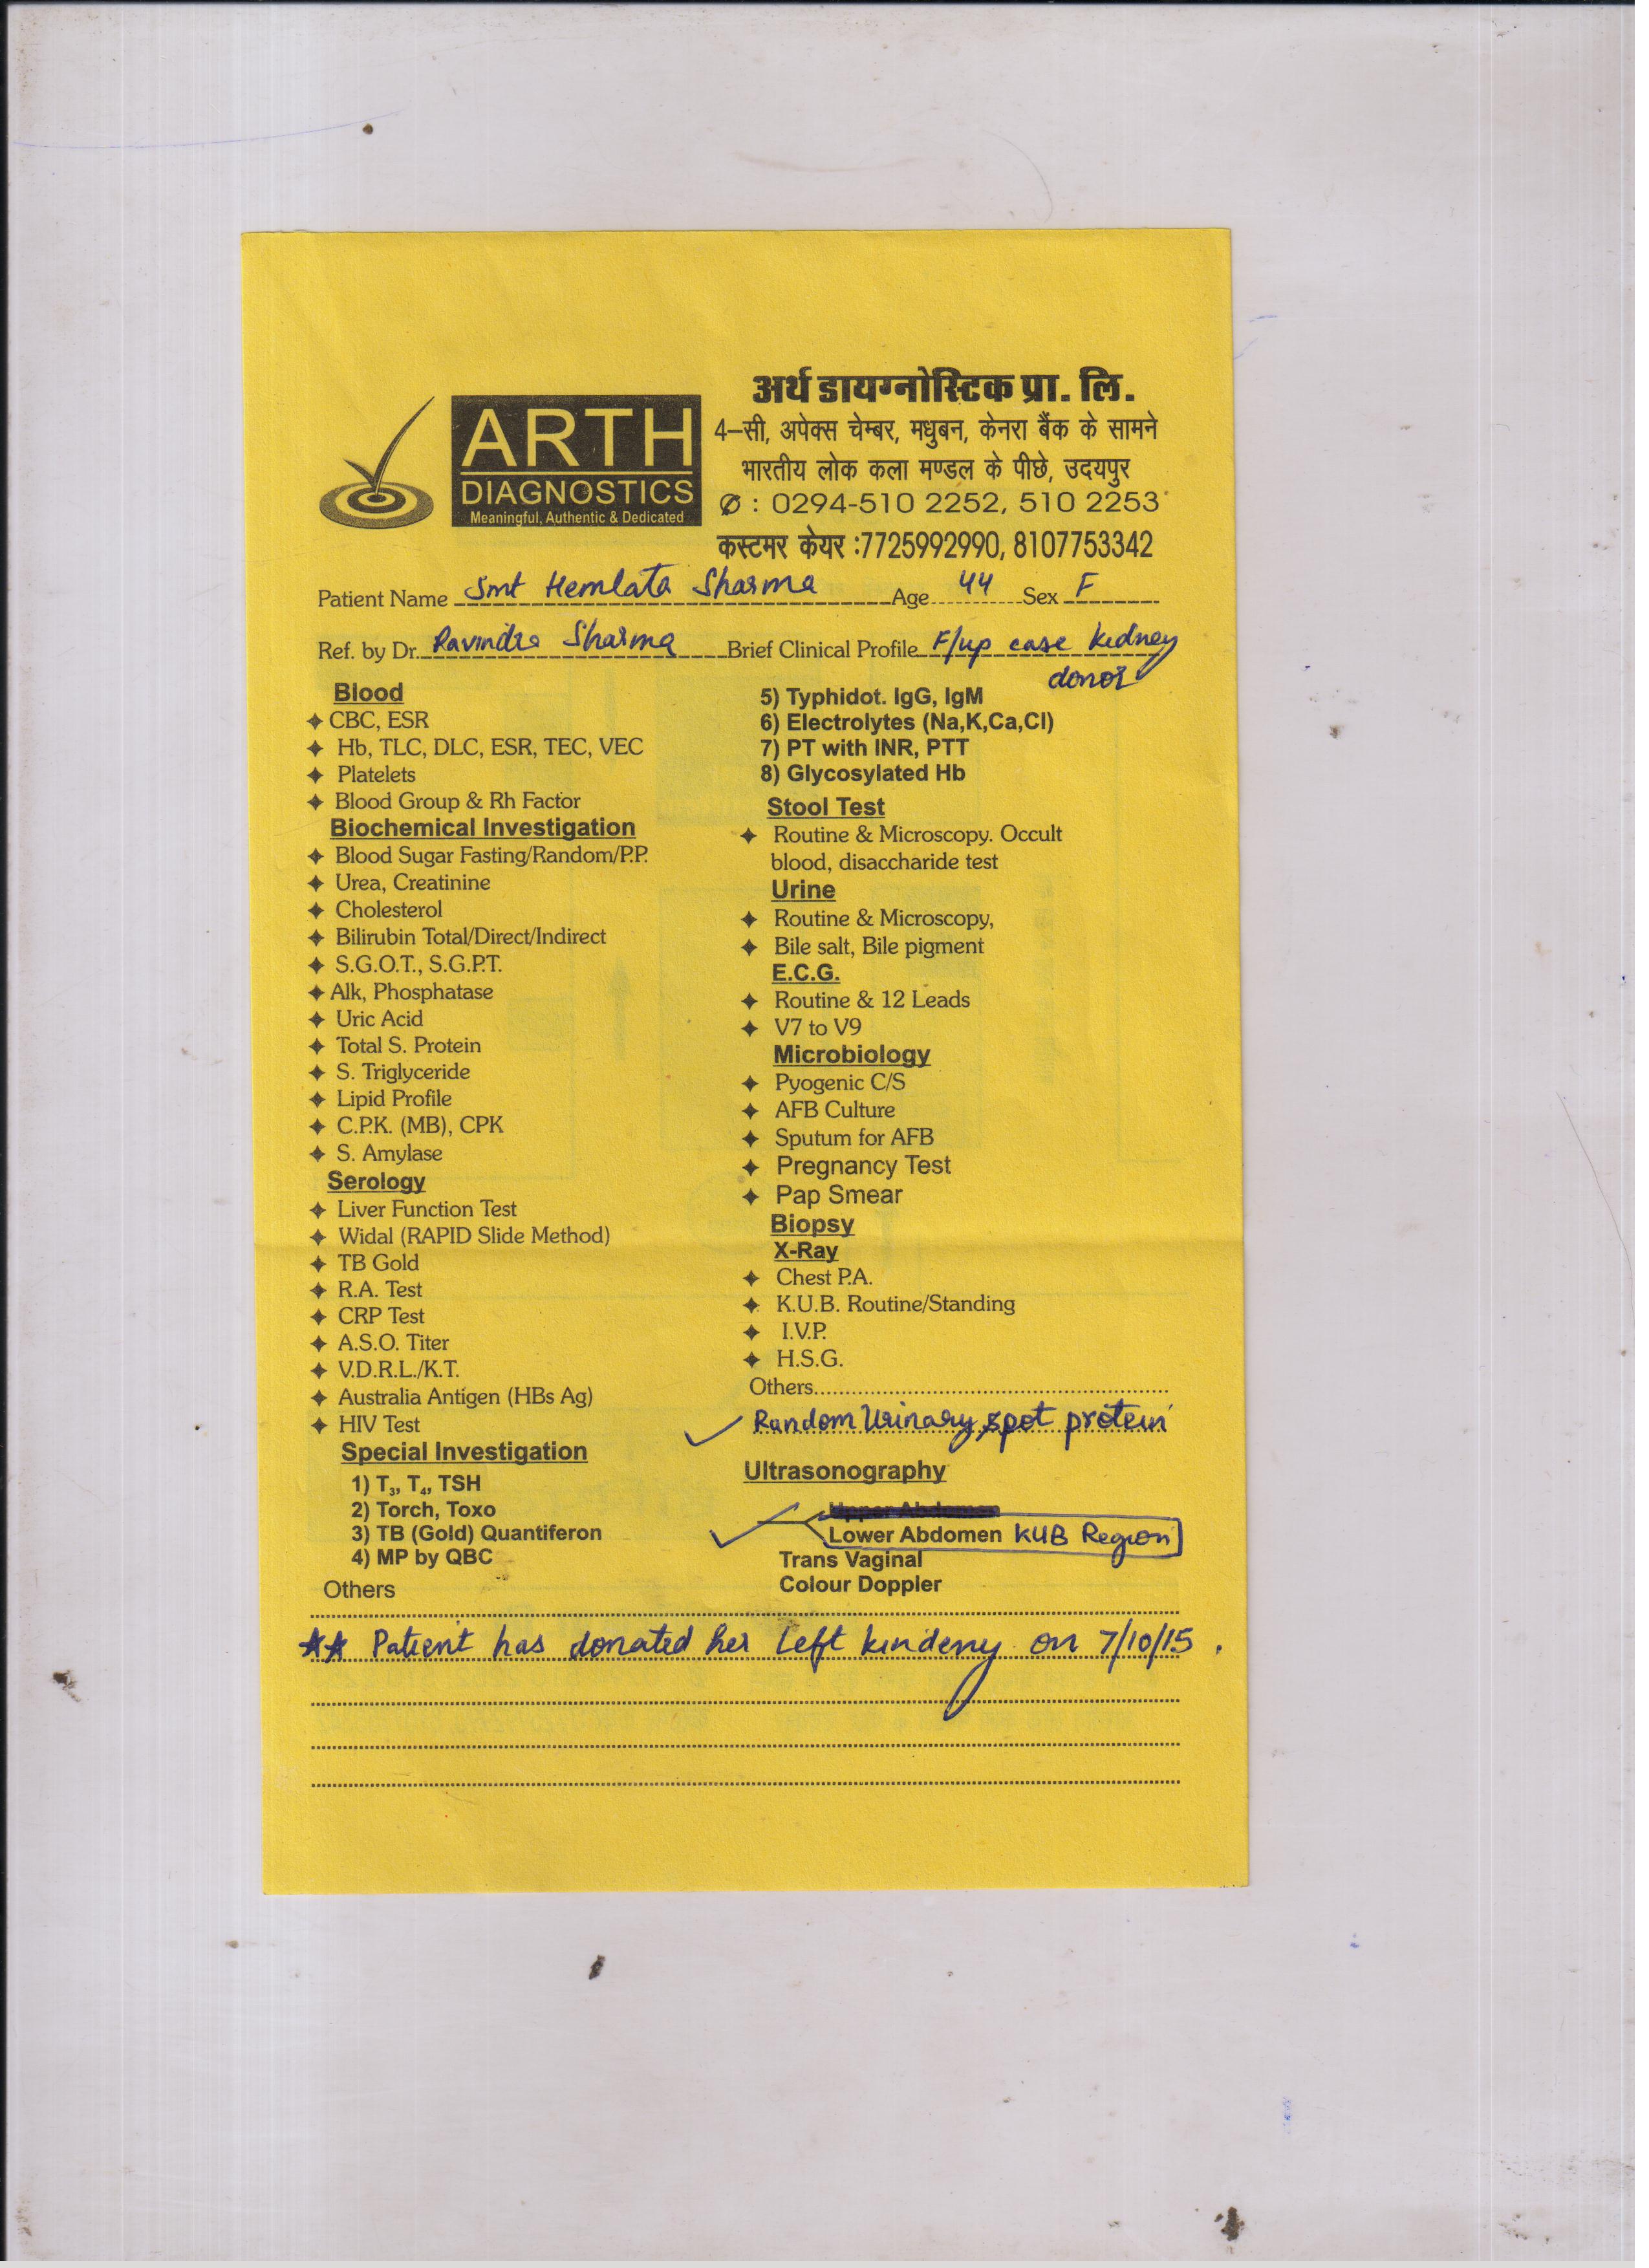 ARTH
DIAGNOSTICS
Meaningful, Authentic & Dedicated
अर्थ डायग्नोस्टिक प्रा. लि.
4–सी, अपेक्स चेम्बर, मधुबन, केनरा बैंक के सामने
भारतीय लोक कला मण्डल के पीछे, उदयपुर
✆ : 0294-510 2252, 510 2253
कस्टमर केयर :7725992990, 8107753342
Patient Name Smt Hemlata Sharma Age 44 Sex F
Ref. by Dr. Ravindra Sharma Brief Clinical Profile F/up case kidney
donor
Blood
✦ CBC, ESR
✦ Hb, TLC, DLC, ESR, TEC, VEC
✦ Platelets
✦ Blood Group & Rh Factor
Biochemical Investigation
✦ Blood Sugar Fasting/Random/P.P.
✦ Urea, Creatinine
✦ Cholesterol
✦ Bilirubin Total/Direct/Indirect
✦ S.G.O.T., S.G.P.T.
✦ Alk, Phosphatase
✦ Uric Acid
✦ Total S. Protein
✦ S. Triglyceride
✦ Lipid Profile
✦ C.P.K. (MB), CPK
✦ S. Amylase
Serology
✦ Liver Function Test
✦ Widal (RAPID Slide Method)
✦ TB Gold
✦ R.A. Test
✦ CRP Test
✦ A.S.O. Titer
✦ V.D.R.L./K.T.
✦ Australia Antigen (HBs Ag)
✦ HIV Test
Special Investigation
1) T₃, T₄, TSH
2) Torch, Toxo
3) TB (Gold) Quantiferon
4) MP by QBC
5) Typhidot. IgG, IgM
6) Electrolytes (Na,K,Ca,Cl)
7) PT with INR, PTT
8) Glycosylated Hb
Stool Test
✦ Routine & Microscopy. Occult
blood, disaccharide test
Urine
✦ Routine & Microscopy,
✦ Bile salt, Bile pigment
E.C.G.
✦ Routine & 12 Leads
✦ V7 to V9
Microbiology
✦ Pyogenic C/S
✦ AFB Culture
✦ Sputum for AFB
✦ Pregnancy Test
✦ Pap Smear
Biopsy
X-Ray
✦ Chest P.A.
✦ K.U.B. Routine/Standing
✦ I.V.P.
✦ H.S.G.
Others
✓ Random Urinary spot protein
Ultrasonography
Upper Abdomen
✓ Lower Abdomen KUB Region
Trans Vaginal
Colour Doppler
Others
★★ Patient has donated her left kindeny on 7/10/15 .